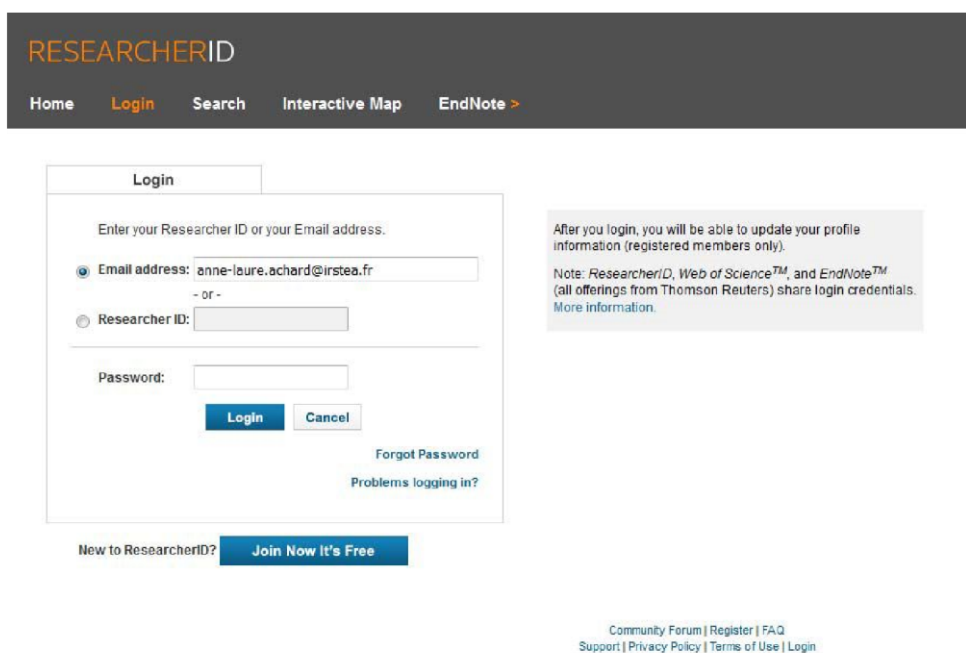 RESEARCHERID
Home Login Search Interactive Map EndNote >
Login
Enter your Researcher ID or your Email address.
Email address: anne-laure.achard@irstea.fr
- or -
Researcher ID:
Password:
Login Cancel
Forgot Password
Problems logging in?
New to ResearcherID? Join Now It's Free
After you login, you will be able to update your profile
information (registered members only).
Note: ResearcherID, Web of Science™, and EndNote™
(all offerings from Thomson Reuters) share login credentials.
More information.
Community Forum | Register | FAQ
Support | Privacy Policy | Terms of Use | Login